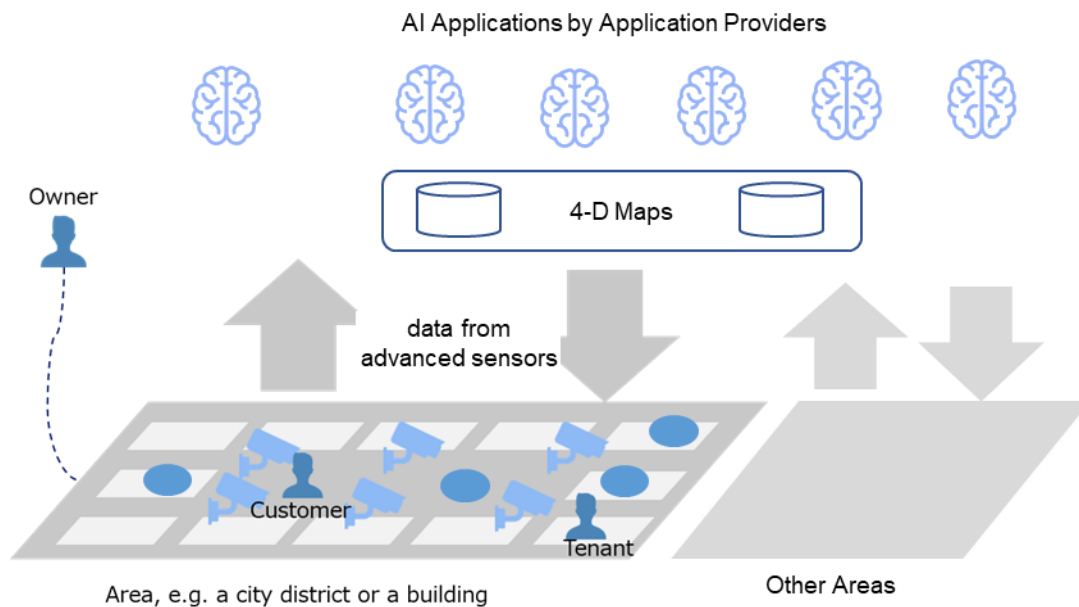 AI Applications by Application Providers
Owner
4-D Maps
data from
advanced sensors
Customer
Tenant
Area, e.g. a city district or a building
Other Areas